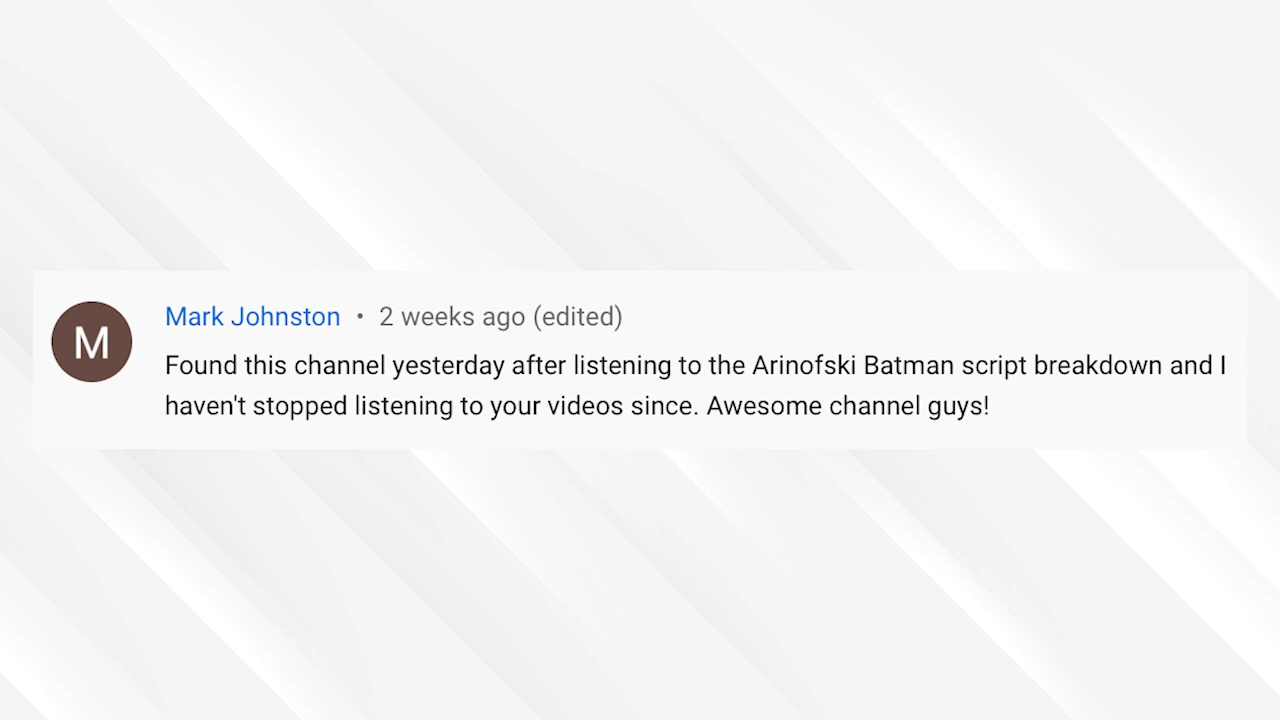 M
Mark Johnston • 2 weeks ago (edited)
Found this channel yesterday after listening to the Arinofski Batman script breakdown and I
haven't stopped listening to your videos since. Awesome channel guys!